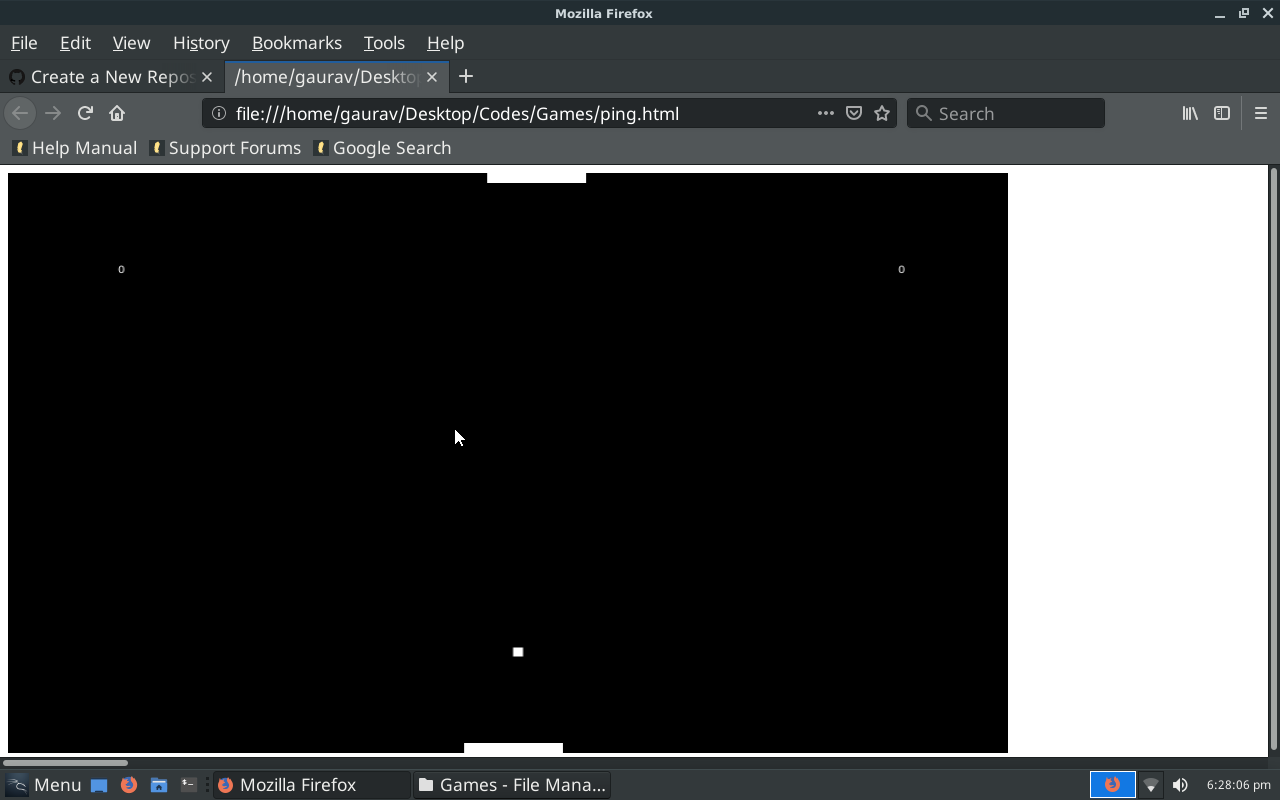 Mozilla Firefox
File Edit View History Bookmarks Tools Help
Create a New Repos /home/gaurav/Desktop
file:///home/gaurav/Desktop/Codes/Games/ping.html Search
Help Manual Support Forums Google Search
0 0
Menu Mozilla Firefox Games - File Mana... 6:28:06 pm